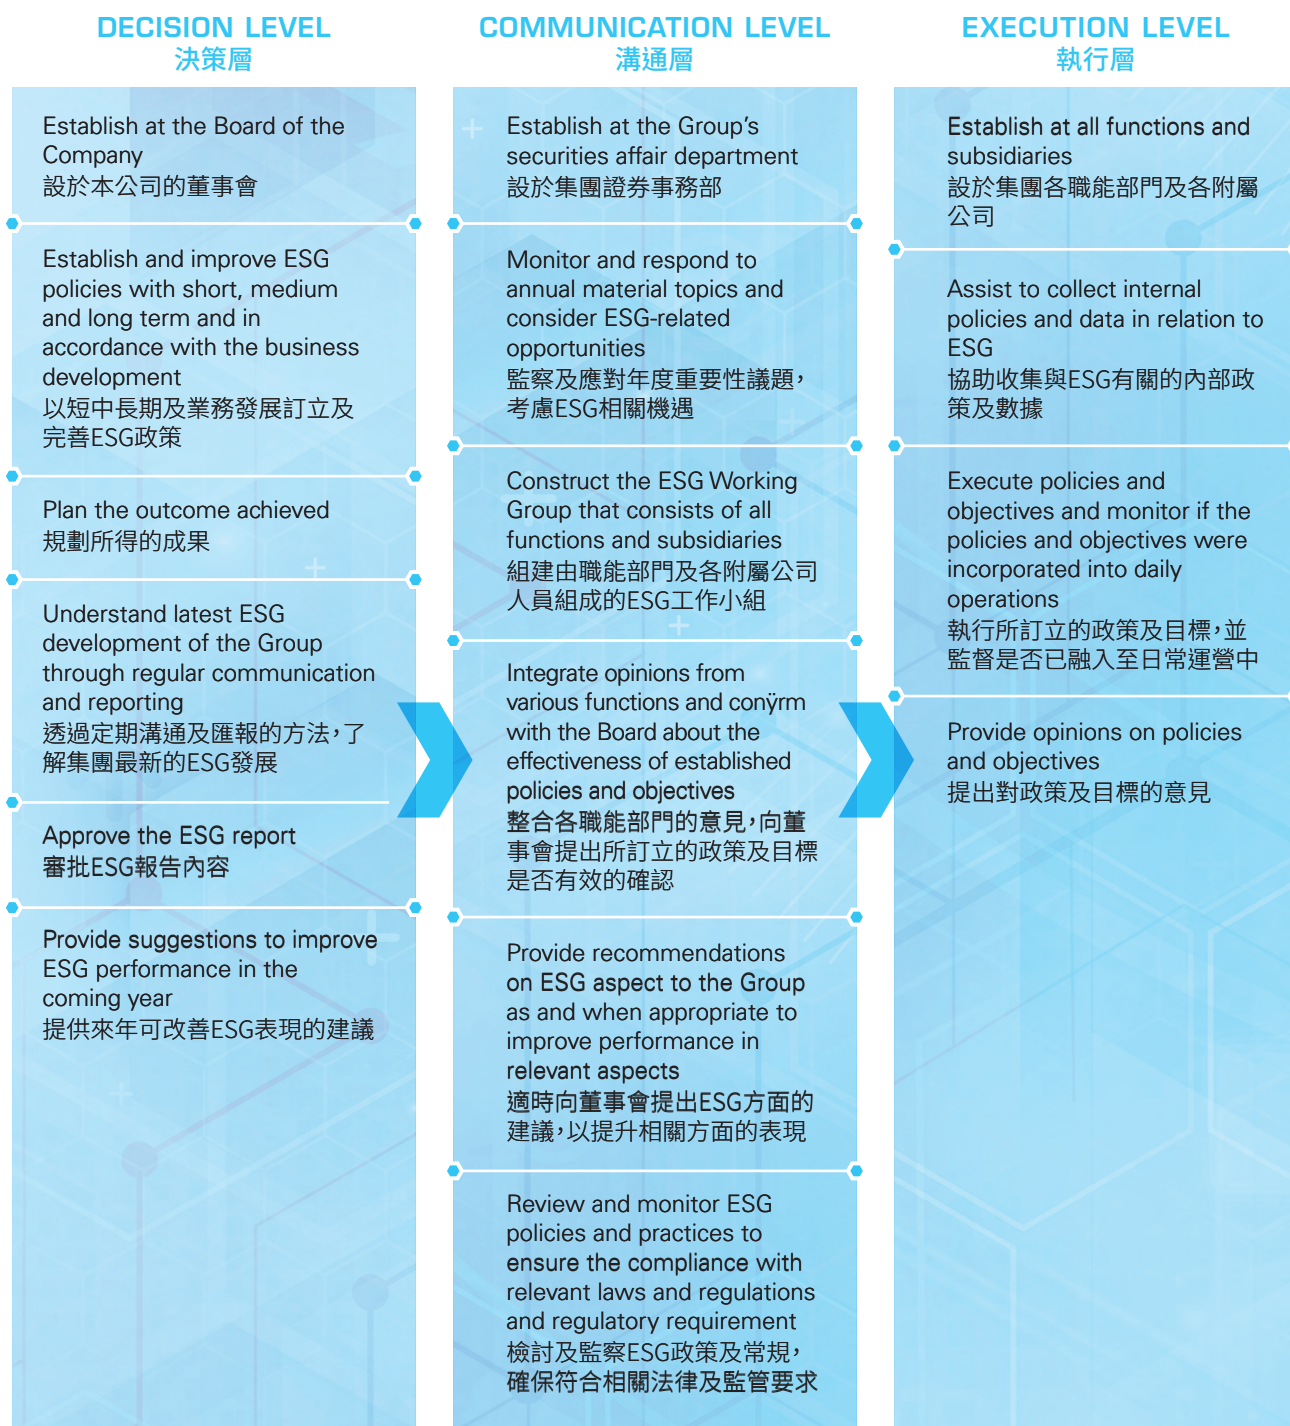 DECISION LEVEL
決策層
Establish at the Board of the
Company
設於本公司的董事會
Establish and improve ESG
policies with short, medium
and long term and in
accordance with the business
development
以短中長期及業務發展訂立及
完善ESG政策
Plan the outcome achieved
規劃所得的成果
Understand latest ESG
development of the Group
through regular communication
and reporting
透過定期溝通及匯報的方法，了
解集團最新的ESG發展
Approve the ESG report
審批ESG報告內容
Provide suggestions to improve
ESG performance in the
coming year
提供來年可改善ESG表現的建議
COMMUNICATION LEVEL
溝通層
Establish at the Group’s
securities affair department
設於集團證券事務部
Monitor and respond to
annual material topics and
consider ESG-related
opportunities
監察及應對年度重要性議題，
考慮ESG相關機遇
Construct the ESG Working
Group that consists of all
functions and subsidiaries
組建由職能部門及各附屬公司
人員組成的ESG工作小組
Integrate opinions from
various functions and conÿrm
with the Board about the
effectiveness of established
policies and objectives
整合各職能部門的意見，向董
事會提出所訂立的政策及目標
是否有效的確認
Provide recommendations
on ESG aspect to the Group
as and when appropriate to
improve performance in
relevant aspects
適時向董事會提出ESG方面的
建議，以提升相關方面的表現
Review and monitor ESG
policies and practices to
ensure the compliance with
relevant laws and regulations
and regulatory requirement
檢討及監察ESG政策及常規，
確保符合相關法律及監管要求
EXECUTION LEVEL
執行層
Establish at all functions and
subsidiaries
設於集團各職能部門及各附屬
公司
Assist to collect internal
policies and data in relation to
ESG
協助收集與ESG有關的內部政
策及數據
Execute policies and
objectives and monitor if the
policies and objectives were
incorporated into daily
operations
執行所訂立的政策及目標，並
監督是否已融入至日常運營中
Provide opinions on policies
and objectives
提出對政策及目標的意見